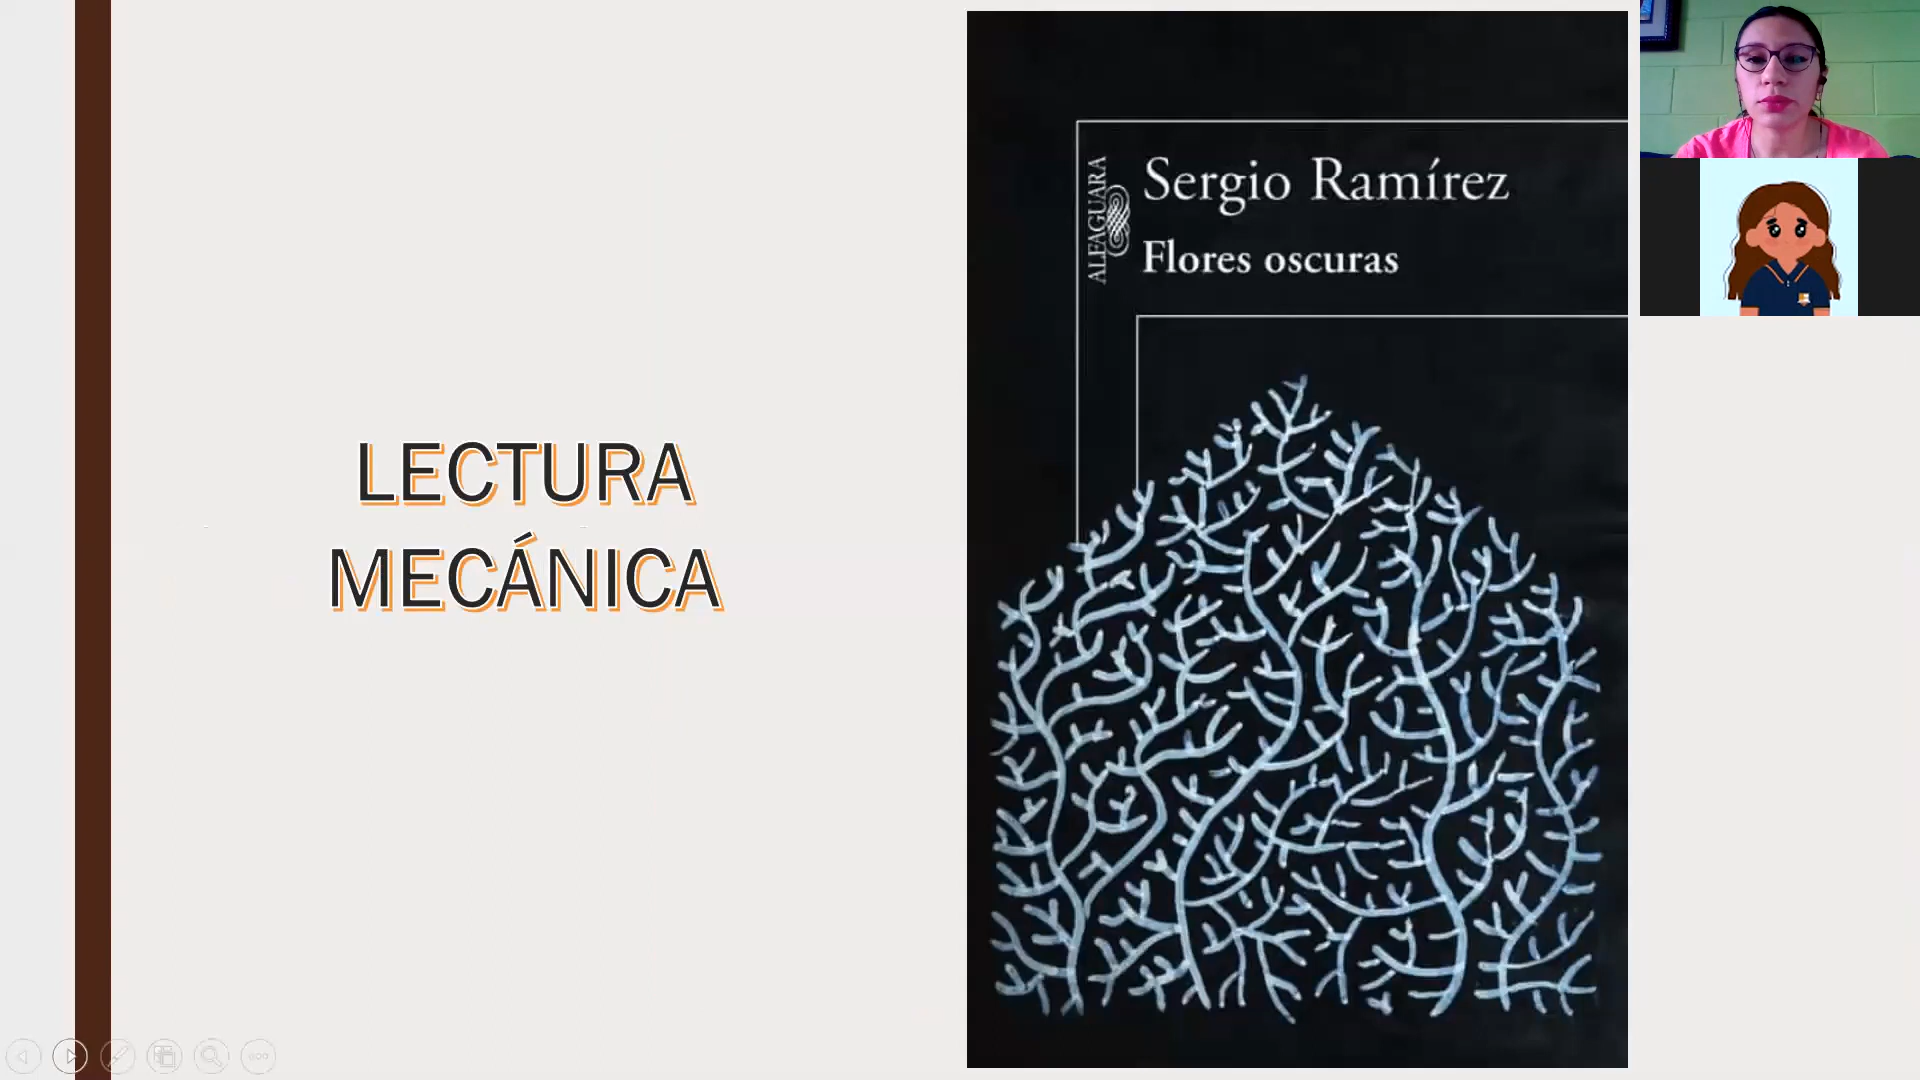 LECTURA
MECÁNICA
ALFAGUARA
Sergio Ramírez
Flores oscuras